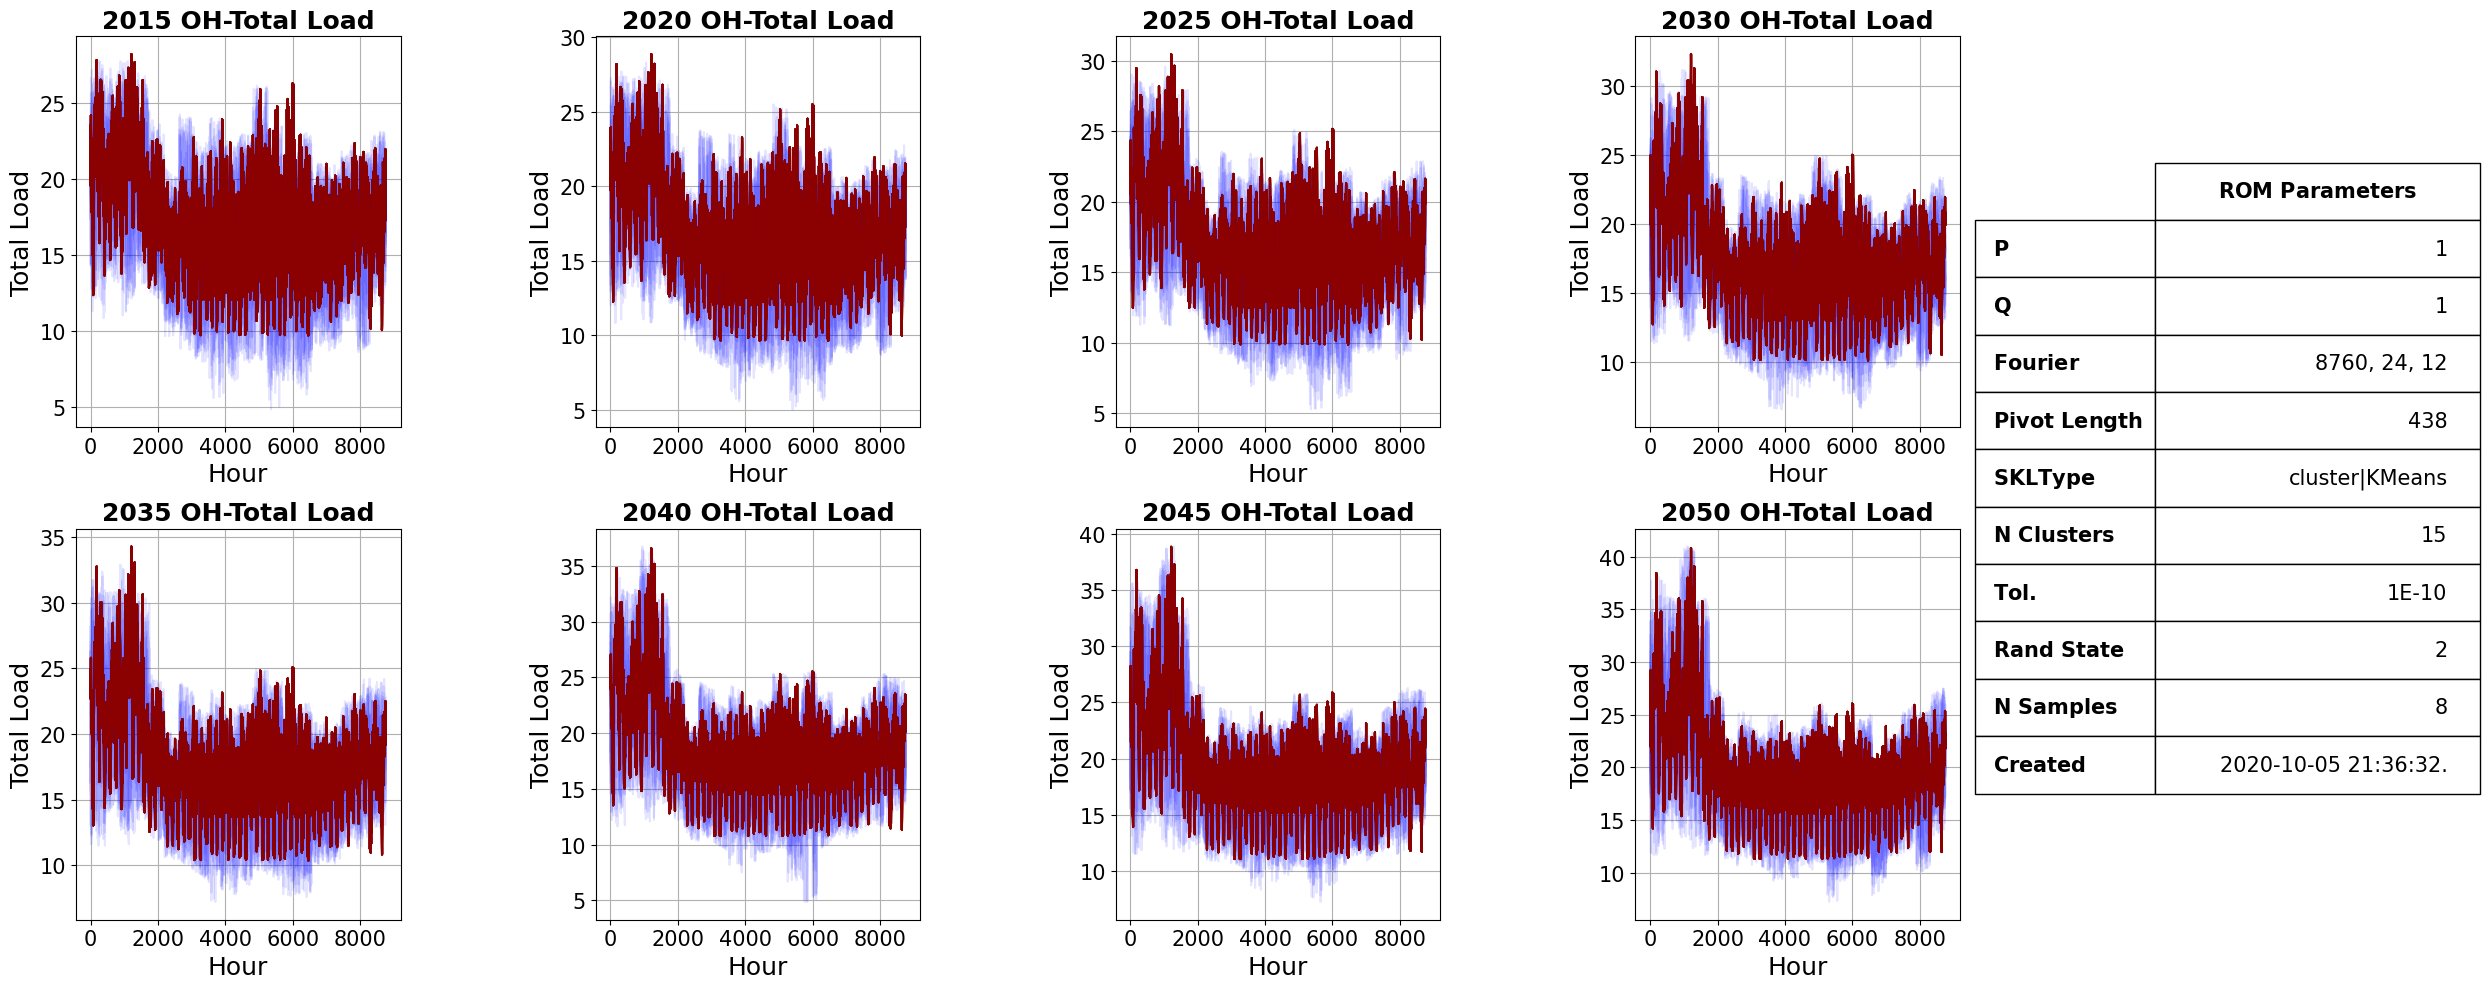 2015 OH-Total Load
Total Load
25
20
15
10
5
0 2000 4000 6000 8000
Hour
2020 OH-Total Load
Total Load
30
25
20
15
10
5
0 2000 4000 6000 8000
Hour
2025 OH-Total Load
Total Load
30
25
20
15
10
5
0 2000 4000 6000 8000
Hour
2030 OH-Total Load
Total Load
30
25
20
15
10
0 2000 4000 6000 8000
Hour
2035 OH-Total Load
Total Load
35
30
25
20
15
10
0 2000 4000 6000 8000
Hour
2040 OH-Total Load
Total Load
35
30
25
20
15
10
5
0 2000 4000 6000 8000
Hour
2045 OH-Total Load
Total Load
40
35
30
25
20
15
10
0 2000 4000 6000 8000
Hour
2050 OH-Total Load
Total Load
40
35
30
25
20
15
10
0 2000 4000 6000 8000
Hour
ROM Parameters
P 1
Q 1
Fourier 8760, 24, 12
Pivot Length 438
SKLType cluster|KMeans
N Clusters 15
Tol. 1E-10
Rand State 2
N Samples 8
Created 2020-10-05 21:36:32.